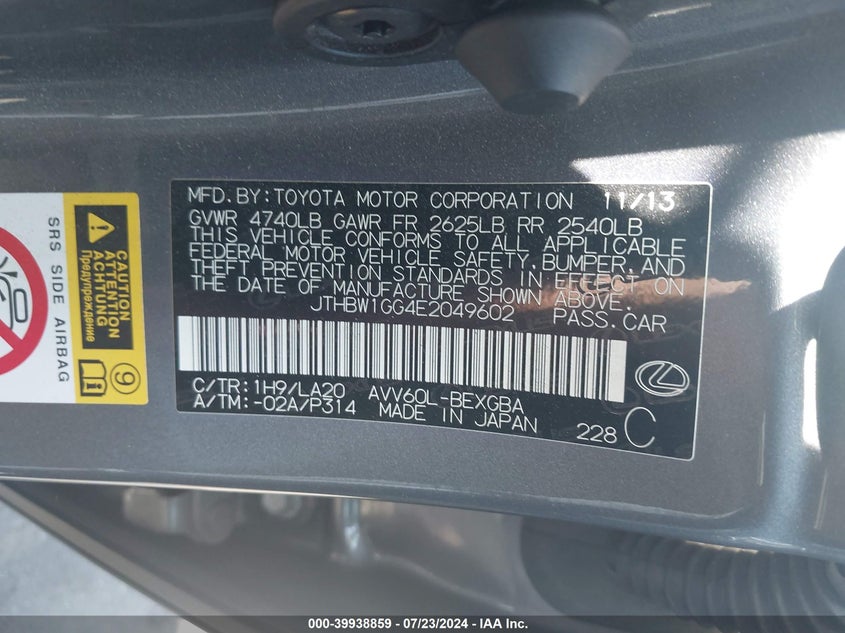 MFD.BY:TOYOTA MOTOR CORPORATION 11/13
GVWR 4740LB GAWR FR 2625LB RR 2540LB
THIS VEHICLE CONFORMS TO ALL APPLICABLE
FEDERAL MOTOR VEHICLE SAFETY,BUMPER,AND
THEFT PREVENTION STANDARDS IN EFFECT ON
THE DATE OF MANUFACTURE SHOWN ABOVE.
JTHBW1GG4E2049602 PASS.CAR
C/TR:1H9/LA20 AVV60L-BEXGBA
A/TM:-02A/P314 MADE IN JAPAN
228 C
SRS SIDE AIRBAG
CAUTION
ATTENTION
ACHTUNG
Предупреждение
9
000-39938859 / 07/23/2024 - IAA Inc.